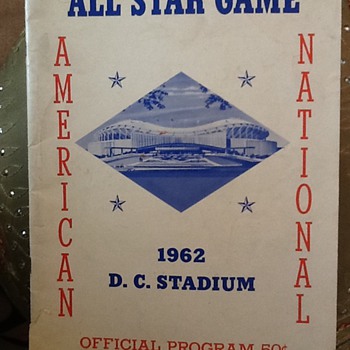 ALL STAR GAME
AMERICAN
NATIONAL
1962
D. C. STADIUM
OFFICIAL PROGRAM 50¢